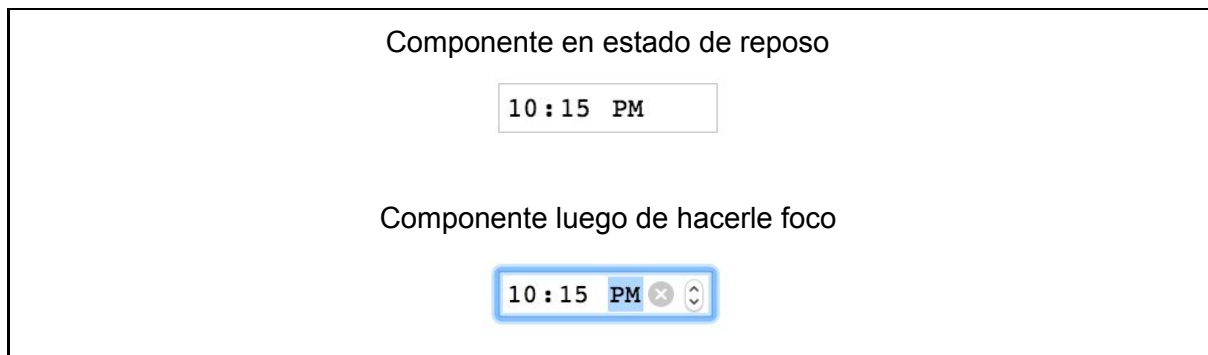 Componente en estado de reposo
10:15 PM
Componente luego de hacerle foco
10:15 PM